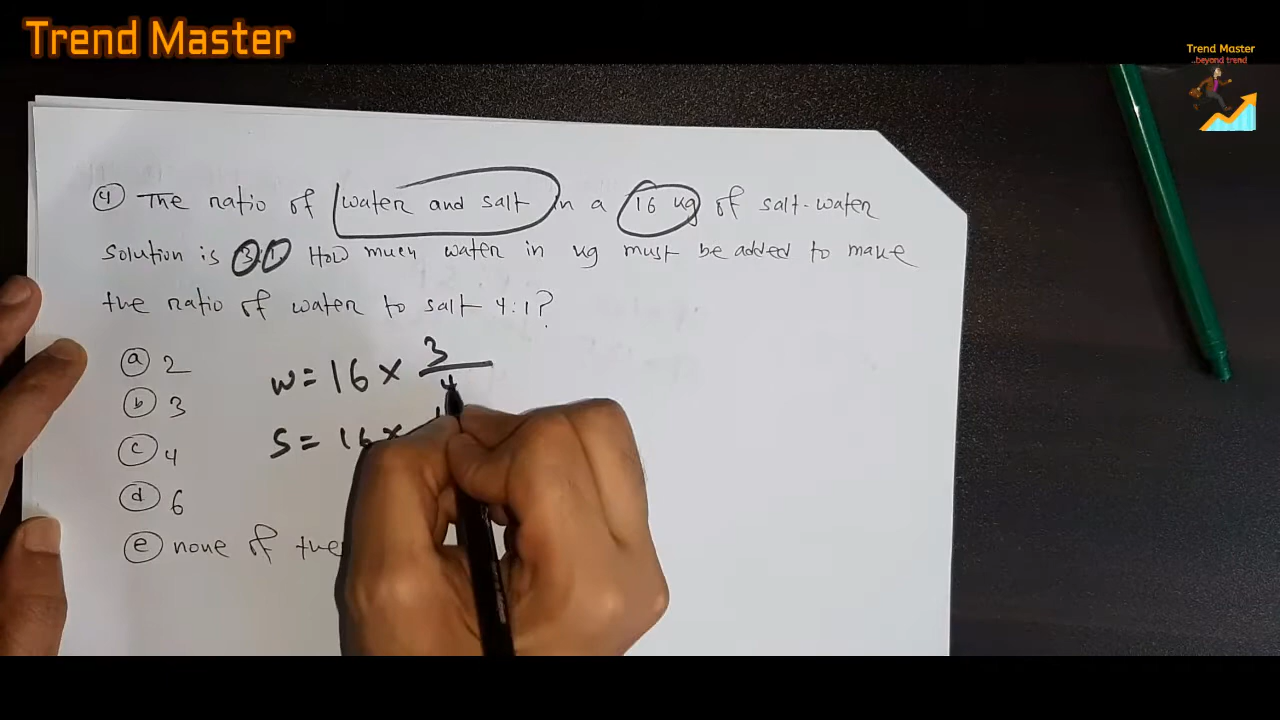 Trend Master
Trend Master
..beyond trend
④ The ratio of water and salt in a 16 kg of salt-water
solution is 3:1 How much water in kg must be added to make
the ratio of water to salt 4:1?
ⓐ 2
ⓑ 3
ⓒ 4
ⓓ 6
ⓔ none of the
W = 16 × 3/4
S = 16 × 1